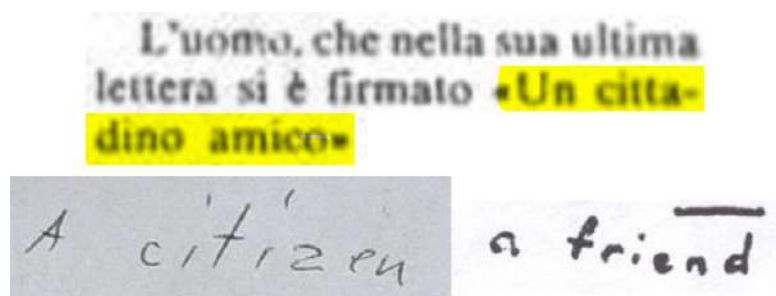 L'uomo, che nella sua ultima
lettera si è firmato «Un citta-
dino amico»
A citizen
a friend